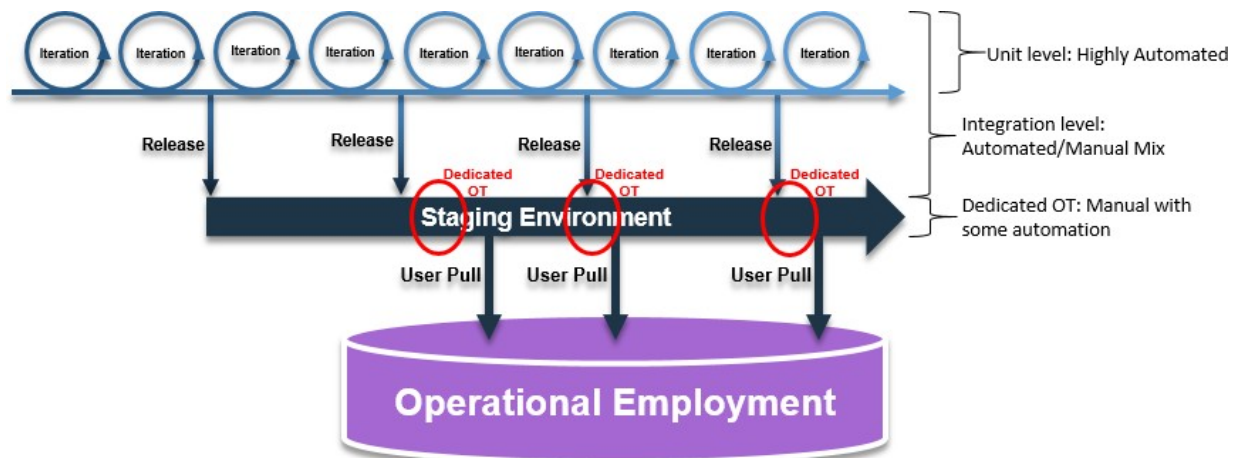 Iteration
Iteration
Iteration
Iteration
Iteration
Iteration
Iteration
Iteration
Iteration
Unit level: Highly Automated
Release
Release
Release
Release
Integration level:
Automated/Manual Mix
Dedicated
OT
Dedicated
OT
Dedicated
OT
Staging Environment
Dedicated OT: Manual with
some automation
User Pull
User Pull
User Pull
Operational Employment